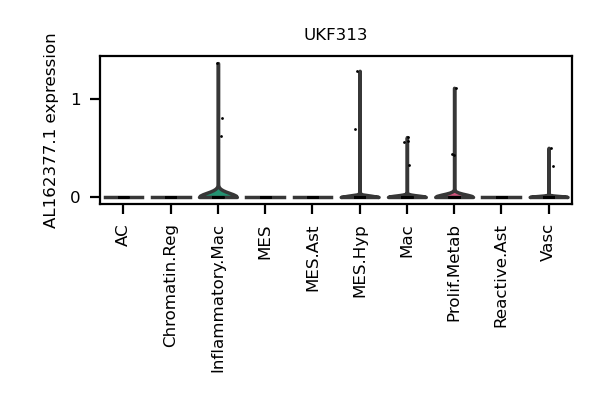 UKF313
AL162377.1 expression
1
0
AC
Chromatin.Reg
Inflammatory.Mac
MES
MES.Ast
MES.Hyp
Mac
Prolif.Metab
Reactive.Ast
Vasc